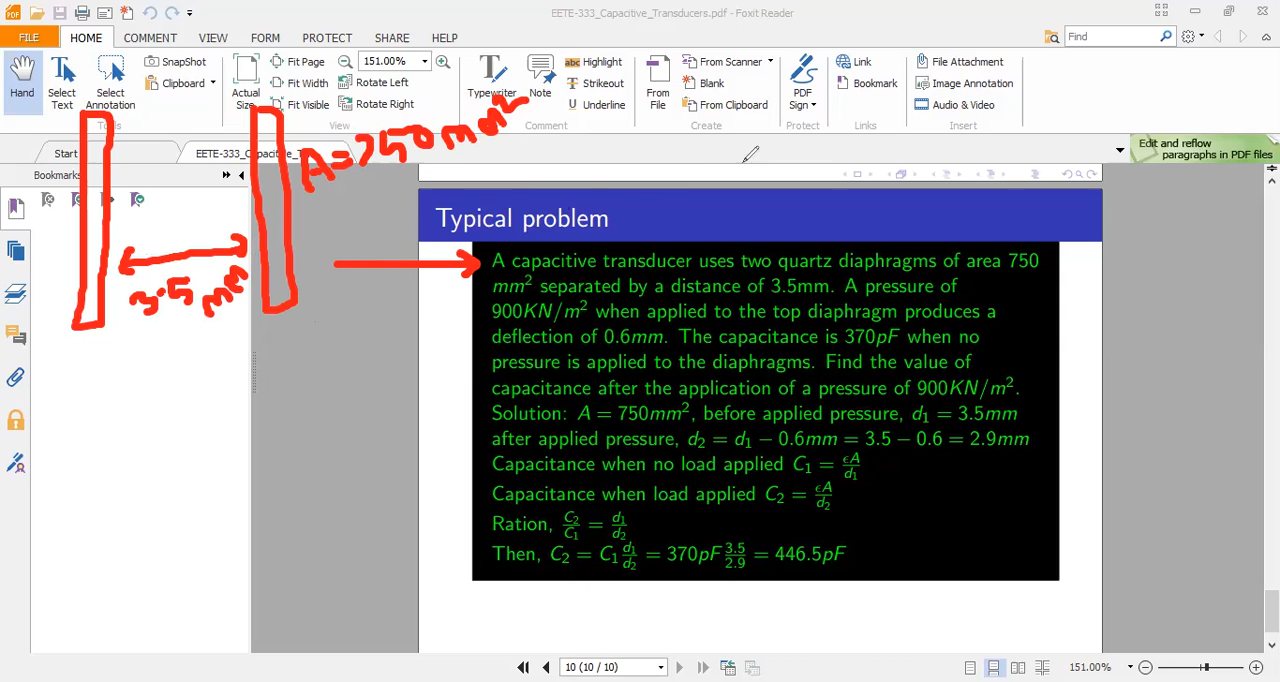 EETE-333_Capacitive_Transducers.pdf - Foxit Reader
FILE HOME COMMENT VIEW FORM PROTECT SHARE HELP Find
Hand
Select Text
Select Annotation
SnapShot
Clipboard
Actual Size
Fit Page
Fit Width
Fit Visible
151.00%
Rotate Left
Rotate Right
Typewriter
Note
Highlight
Strikeout
Underline
From File
From Scanner
Blank
From Clipboard
PDF Sign
Link
Bookmark
File Attachment
Image Annotation
Audio & Video
Tools View Comment Create Protect Links Insert
Start EETE-333_Capacitive_T
Edit and reflow
paragraphs in PDF files
Bookmarks
A=750mm²
3.5 mm
Typical problem
A capacitive transducer uses two quartz diaphragms of area 750
mm² separated by a distance of 3.5mm. A pressure of
900KN/m² when applied to the top diaphragm produces a
deflection of 0.6mm. The capacitance is 370pF when no
pressure is applied to the diaphragms. Find the value of
capacitance after the application of a pressure of 900KN/m².
Solution: A = 750mm², before applied pressure, d₁ = 3.5mm
after applied pressure, d₂ = d₁ − 0.6mm = 3.5 − 0.6 = 2.9mm
Capacitance when no load applied C₁ = ϵA/d₁
Capacitance when load applied C₂ = ϵA/d₂
Ration, C₂/C₁ = d₁/d₂
Then, C₂ = C₁ d₁/d₂ = 370pF 3.5/2.9 = 446.5pF
10 (10 / 10)
151.00%